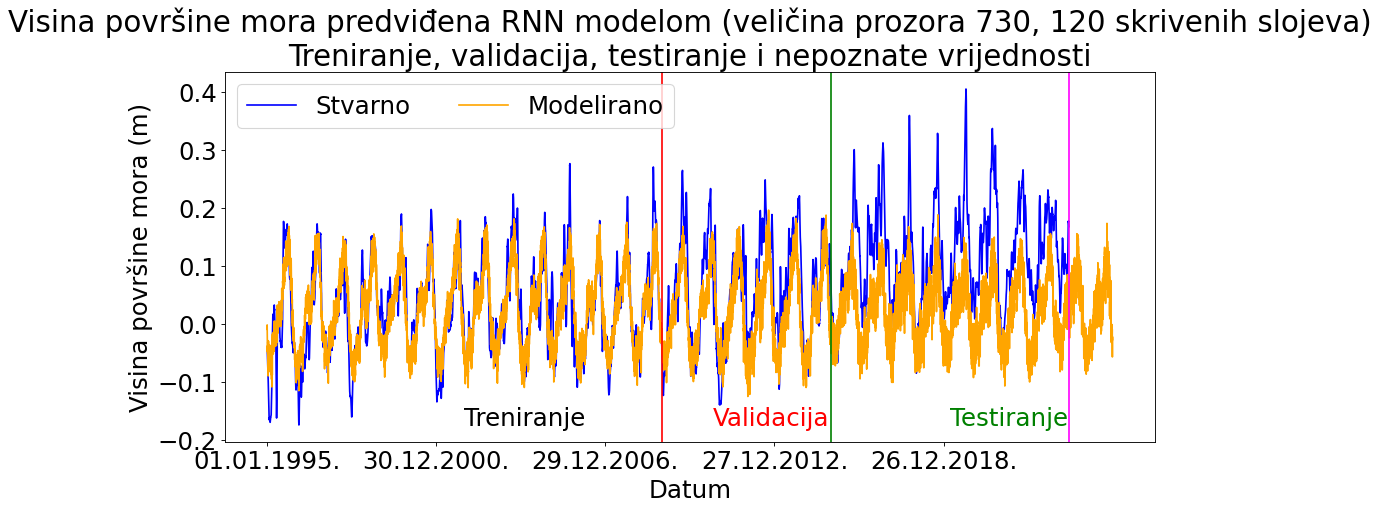 Visina površine mora predviđena RNN modelom (veličina prozora 730, 120 skrivenih slojeva)
Treniranje, validacija, testiranje i nepoznate vrijednosti
Stvarno Modelirano
Visina površine mora (m)
0.4
0.3
0.2
0.1
0.0
−0.1
−0.2
Treniranje Validacija Testiranje
01.01.1995. 30.12.2000. 29.12.2006. 27.12.2012. 26.12.2018.
Datum